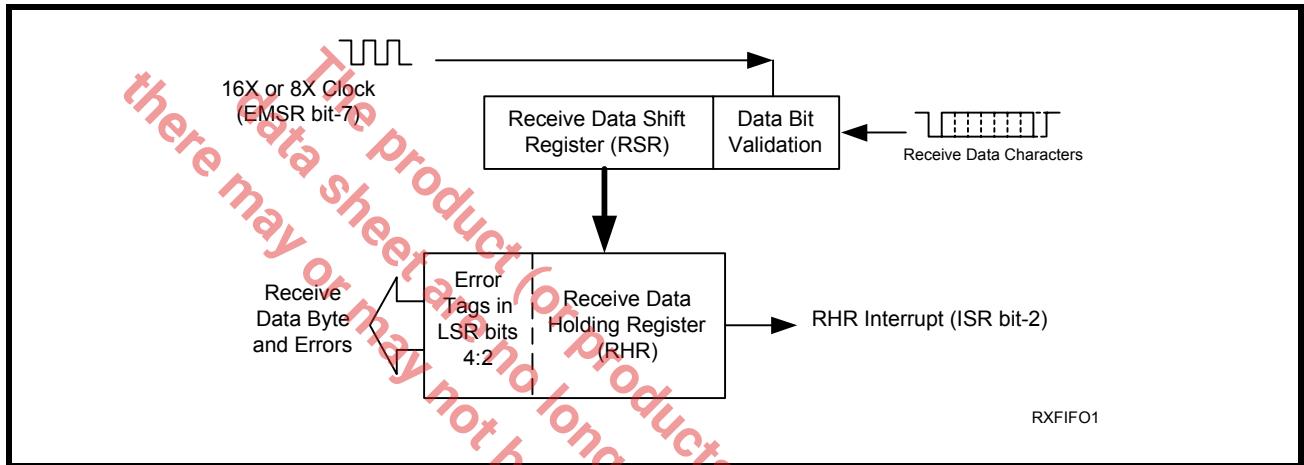 16X or 8X Clock
(EMSR bit-7)
Receive Data Shift
Register (RSR)
Data Bit
Validation
Receive Data Characters
Receive
Data Byte
and Errors
Error
Tags in
LSR bits
4:2
Receive Data
Holding Register
(RHR)
RHR Interrupt (ISR bit-2)
RXFIFO1
The product (or products
data sheet are no long
there may or may not b